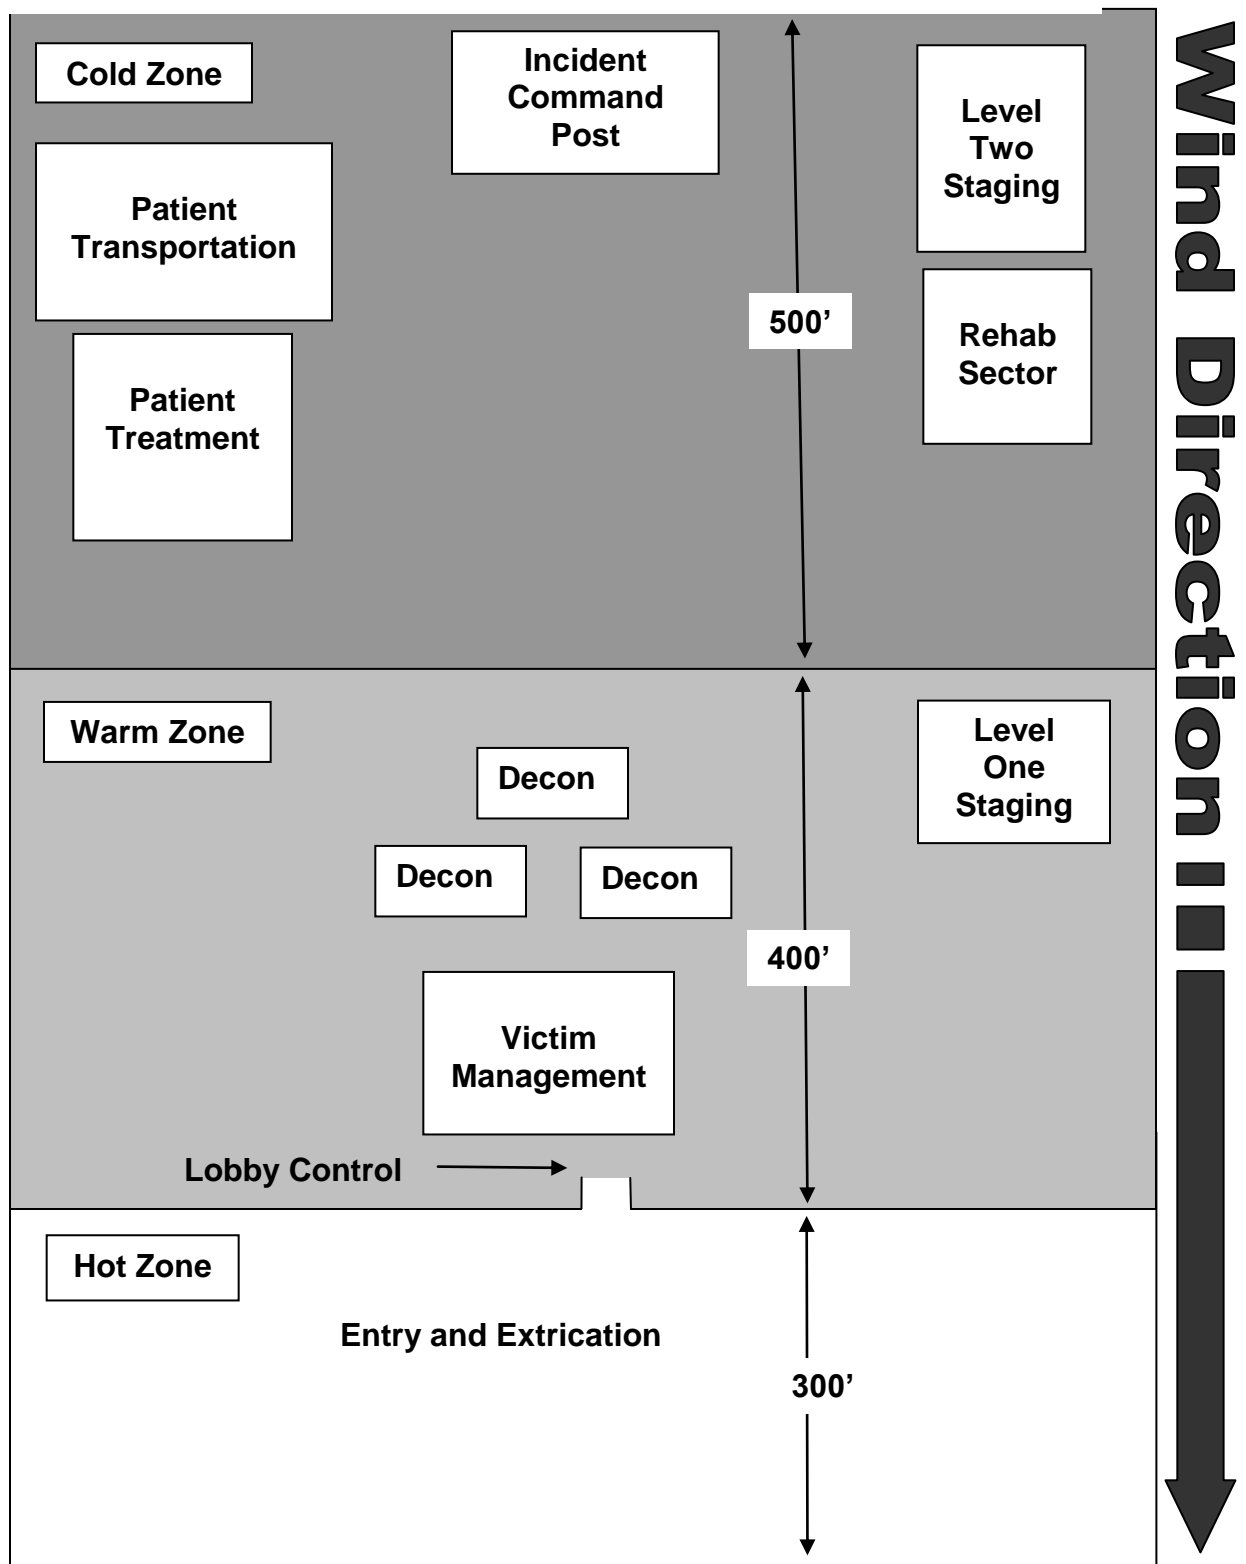 Cold Zone
Incident
Command
Post
Level
Two
Staging
Patient
Transportation
500’
Rehab
Sector
Patient
Treatment
Warm Zone
Level
One
Staging
Decon
Decon
Decon
400’
Victim
Management
Lobby Control
Hot Zone
Entry and Extrication
300’
Wind Direction